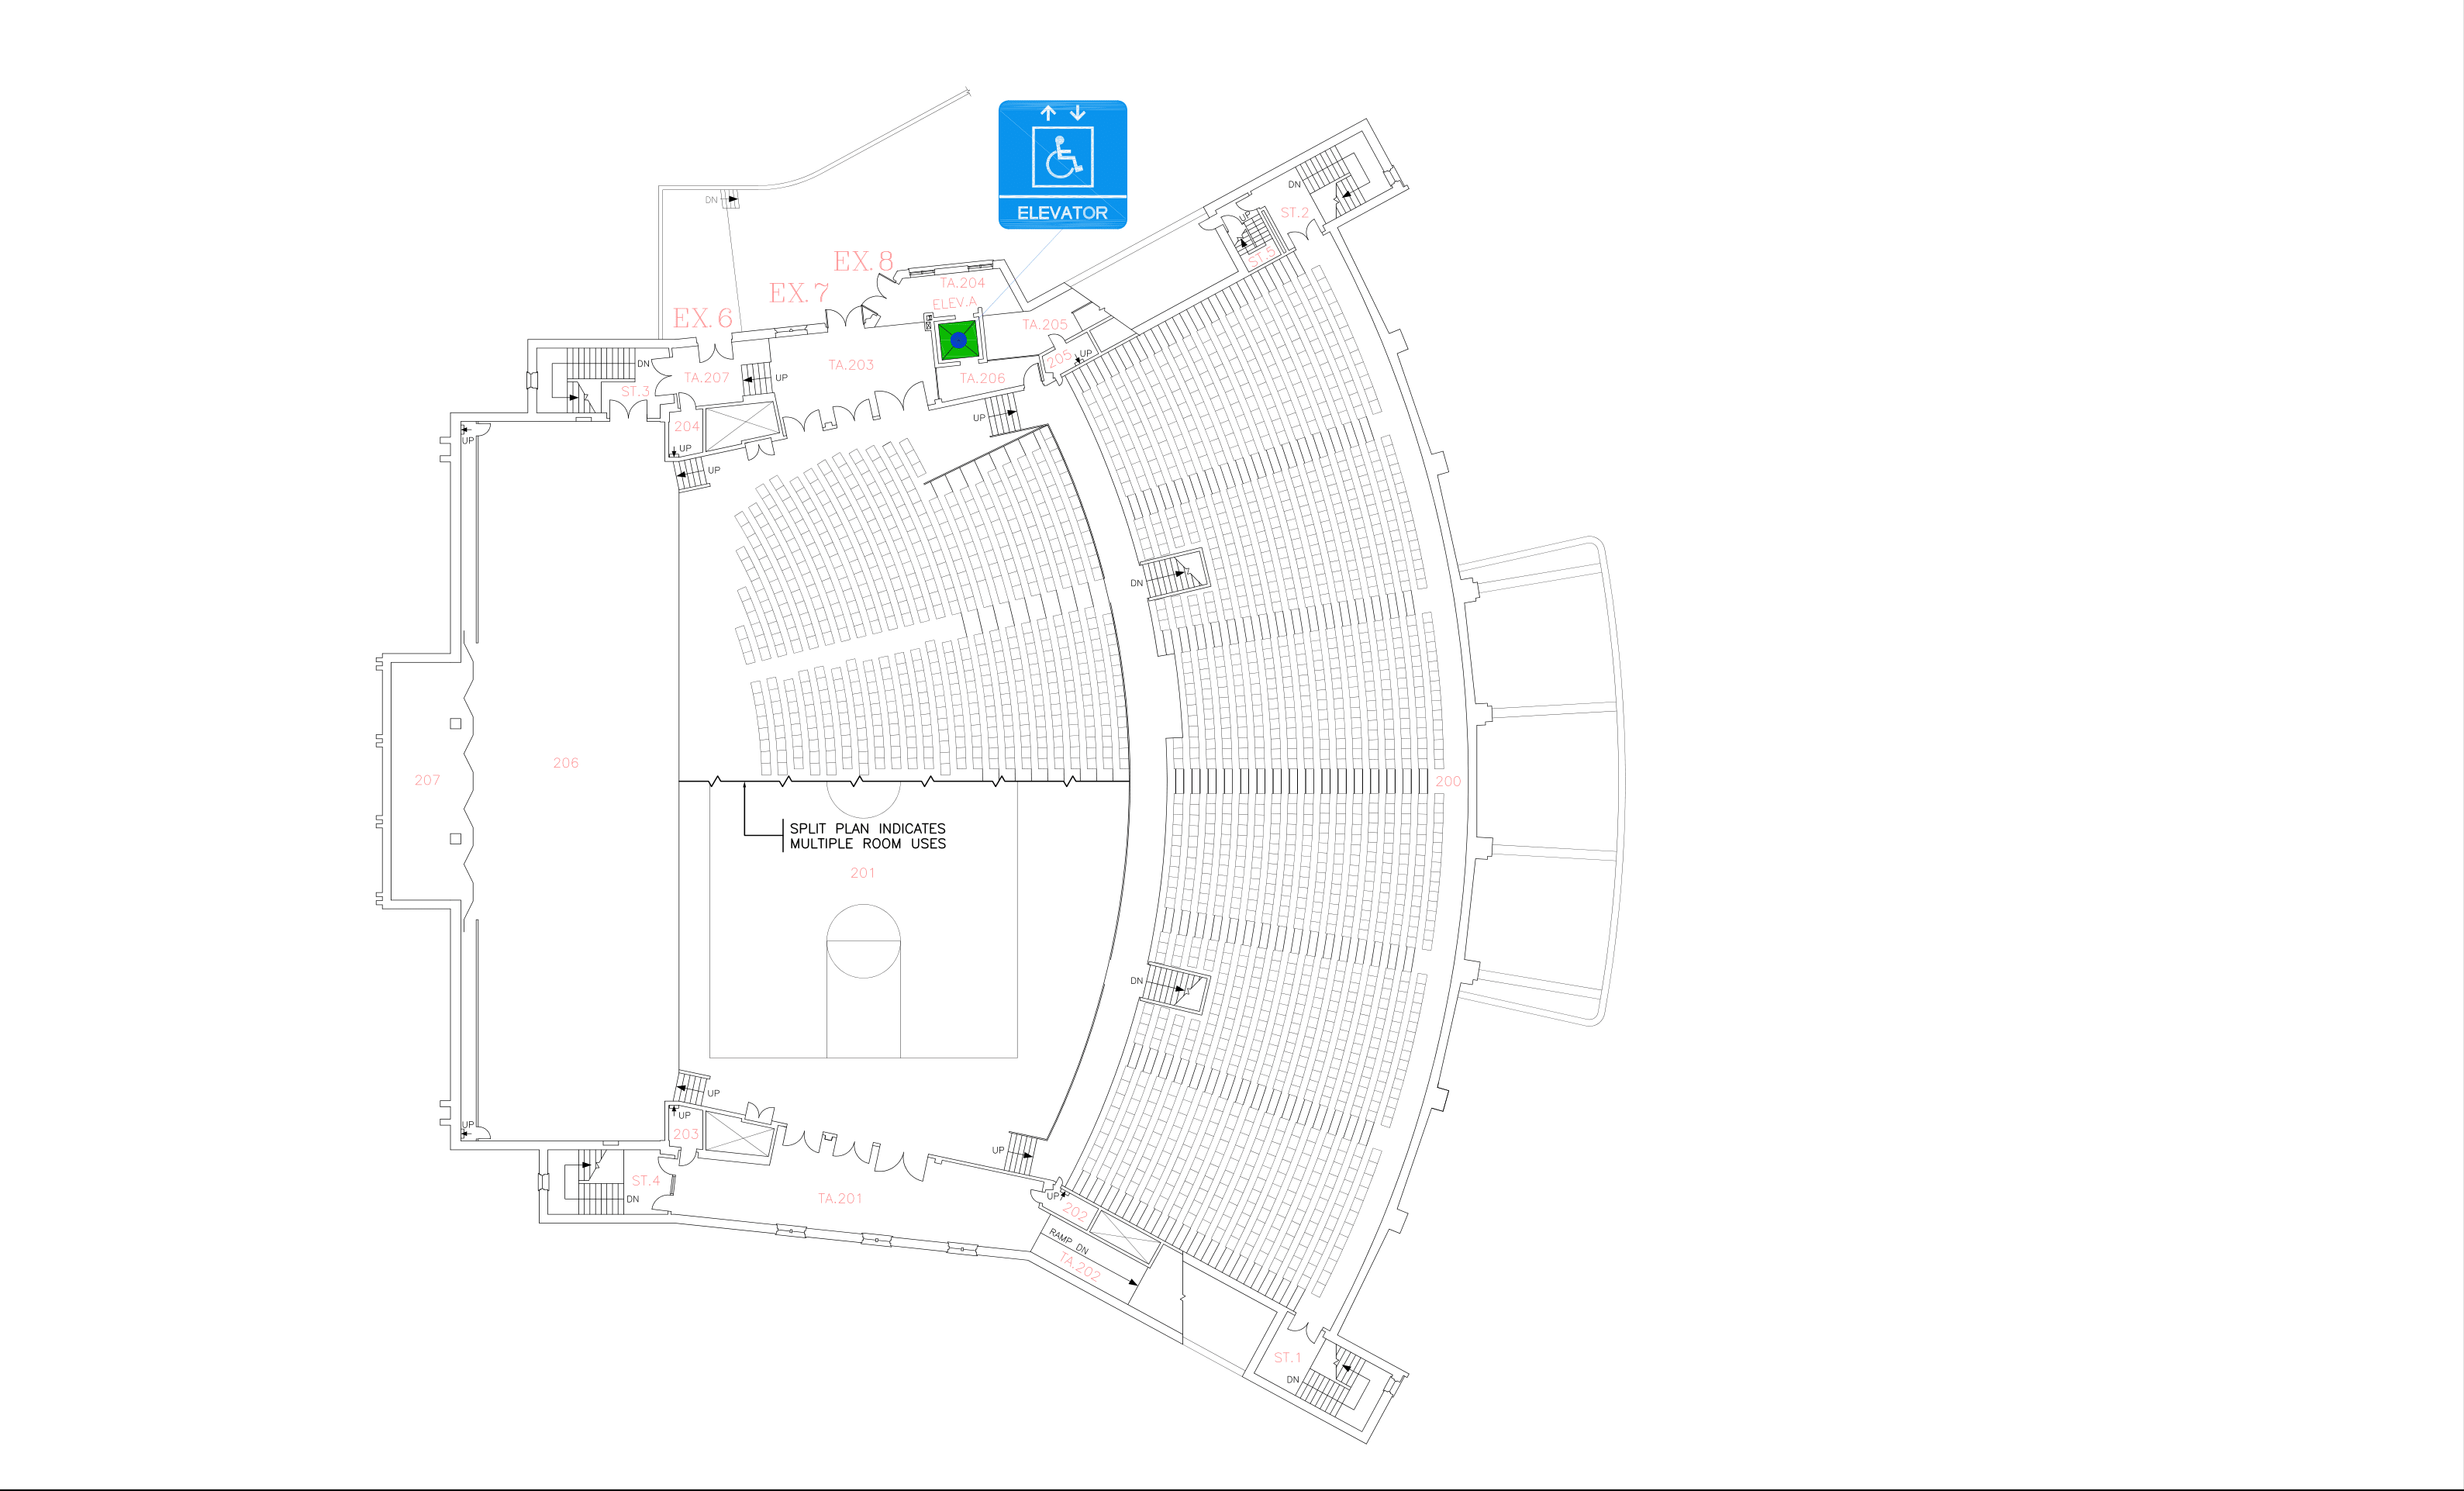 ELEVATOR
DN
ST.2
DN
UP
ST.5
EX.8
EX.7
EX.6
TA.204
ELEV.A
TA.205
205
UP
TA.203
TA.206
TA.207
UP
DN
ST.3
204
UP
UP
UP
UP
DN
206
207
200
SPLIT PLAN INDICATES
MULTIPLE ROOM USES
201
DN
UP
UP
203
UP
UP
ST.4
DN
TA.201
UP
202
RAMP DN
TA.202
ST.1
DN